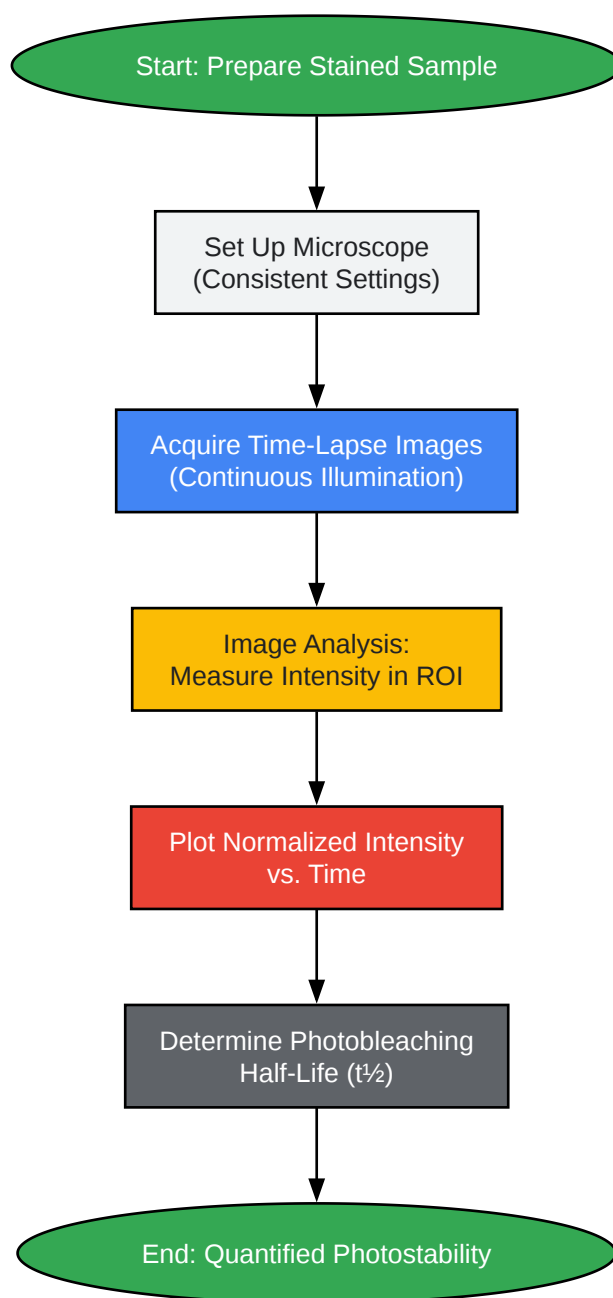 Start: Prepare Stained Sample
Set Up Microscope
(Consistent Settings)
Acquire Time-Lapse Images
(Continuous Illumination)
Image Analysis:
Measure Intensity in ROI
Plot Normalized Intensity
vs. Time
Determine Photobleaching
Half-Life (t½)
End: Quantified Photostability